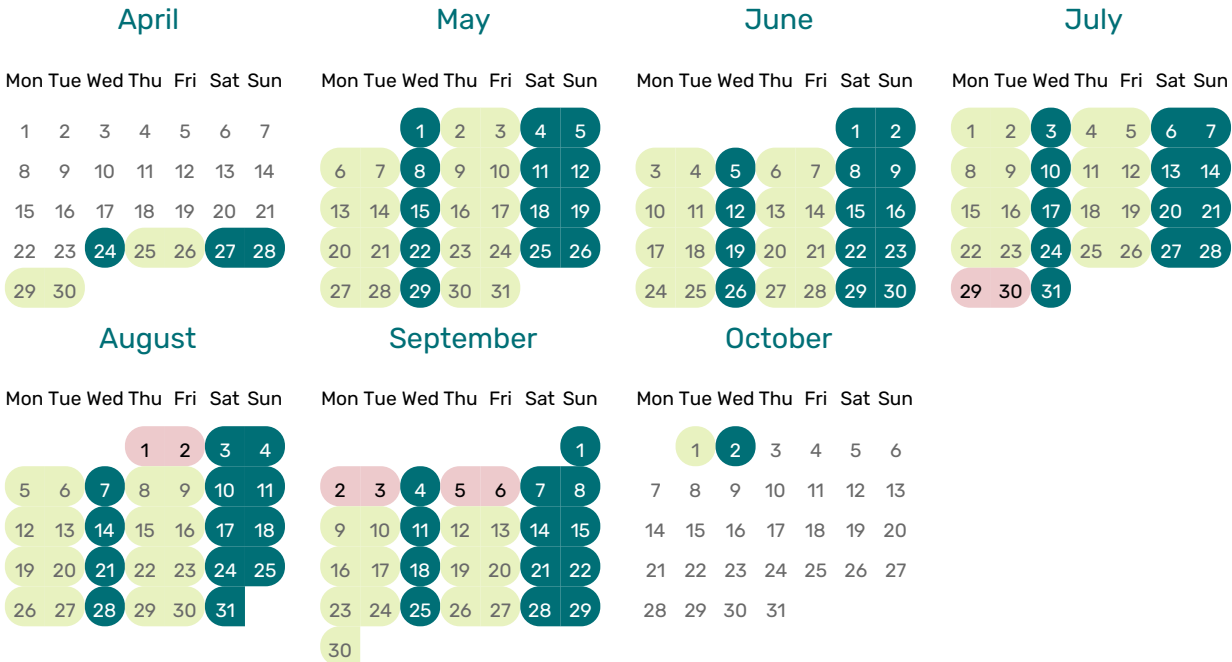 April May June July
Mon Tue Wed Thu Fri Sat Sun Mon Tue Wed Thu Fri Sat Sun Mon Tue Wed Thu Fri Sat Sun Mon Tue Wed Thu Fri Sat Sun
1 2 3 4 5 6 7 1 2 3 4 5 1 2 1 2 3 4 5 6 7
8 9 10 11 12 13 14 6 7 8 9 10 11 12 3 4 5 6 7 8 9 8 9 10 11 12 13 14
15 16 17 18 19 20 21 13 14 15 16 17 18 19 10 11 12 13 14 15 16 15 16 17 18 19 20 21
22 23 24 25 26 27 28 20 21 22 23 24 25 26 17 18 19 20 21 22 23 22 23 24 25 26 27 28
29 30 27 28 29 30 31 24 25 26 27 28 29 30 29 30 31
August September October
Mon Tue Wed Thu Fri Sat Sun Mon Tue Wed Thu Fri Sat Sun Mon Tue Wed Thu Fri Sat Sun
1 2 3 4 1 1 2 3 4 5 6
5 6 7 8 9 10 11 2 3 4 5 6 7 8 7 8 9 10 11 12 13
12 13 14 15 16 17 18 9 10 11 12 13 14 15 14 15 16 17 18 19 20
19 20 21 22 23 24 25 16 17 18 19 20 21 22 21 22 23 24 25 26 27
26 27 28 29 30 31 23 24 25 26 27 28 29 28 29 30 31
30